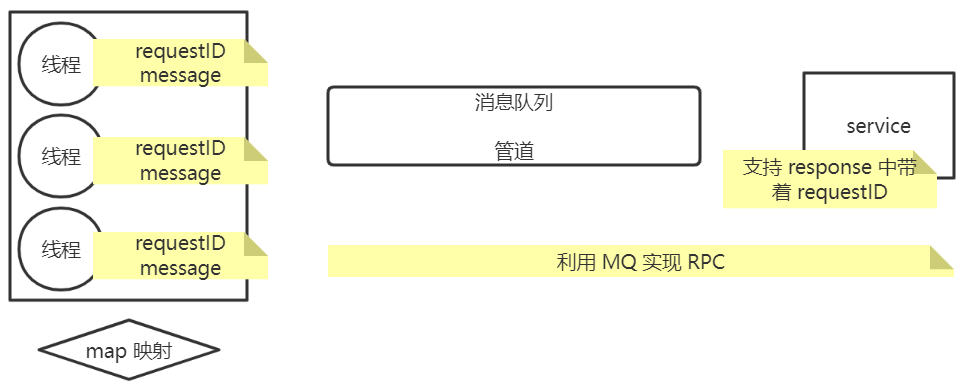 线程
requestID
message
线程
requestID
message
线程
requestID
message
map 映射
消息队列
管道
service
支持 response 中带
着 requestID
利用 MQ 实现 RPC